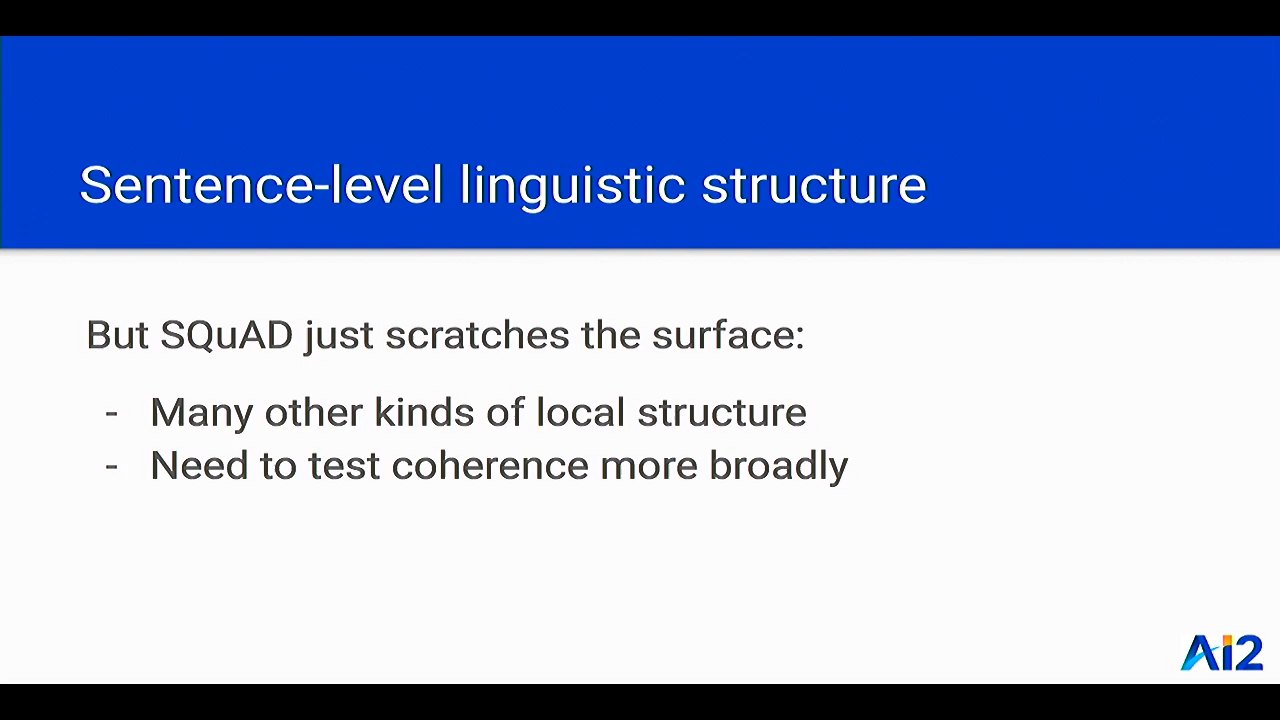 Sentence-level linguistic structure
But SQuAD just scratches the surface:
- Many other kinds of local structure
- Need to test coherence more broadly
Ai2